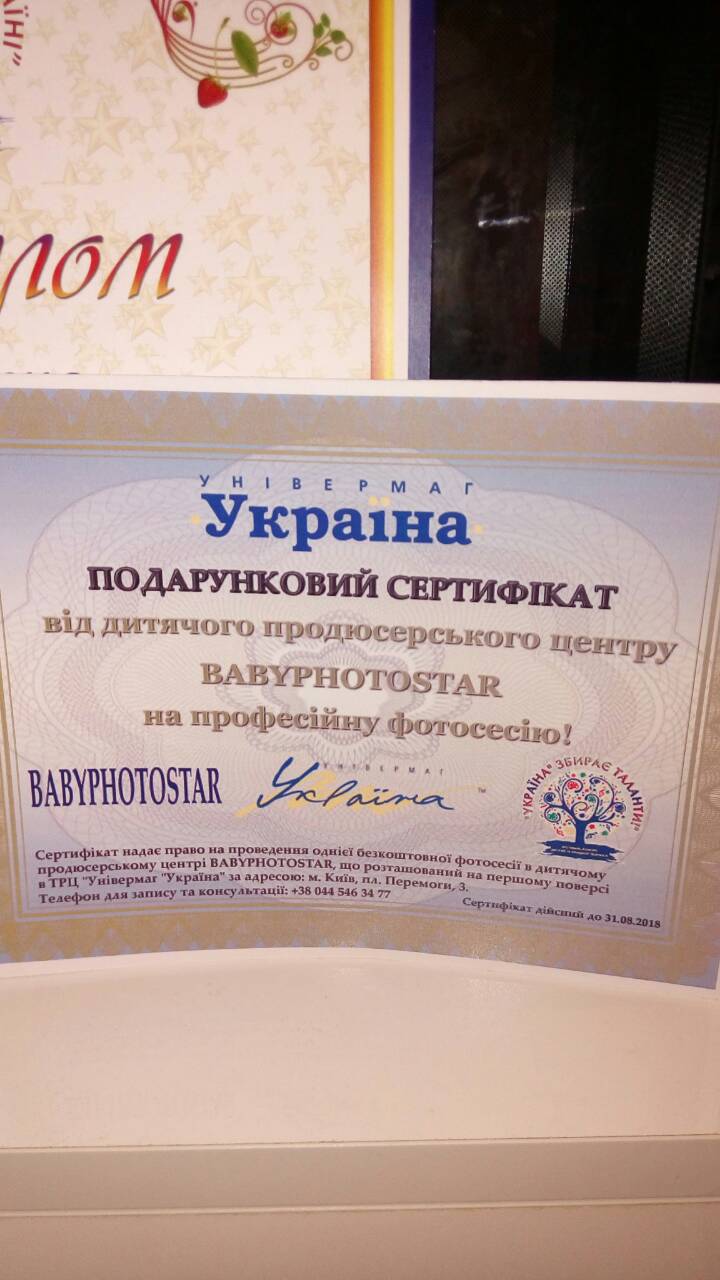 їні"
лом
УНІВЕРМАГ
Україна
ПОДАРУНКОВИЙ СЕРТИФІКАТ
від дитячого продюсерського центру
BABYPHOTOSTAR
на професійну фотосесію!
BABYPHOTOSTAR
УНІВЕРМАГ
Україна ™
"УКРАЇНА" ЗБИРАЄ ТАЛАНТИ!"
Сертифікат надає право на проведення однієї безкоштовної фотосесії в дитячому
продюсерському центрі BABYPHOTOSTAR, що розташований на першому поверсі
в ТРЦ "Універмаг "Україна" за адресою: м. Київ, пл. Перемоги, 3.
Телефон для запису та консультації: +38 044 546 34 77
Сертифікат дійсний до 31.08.2018